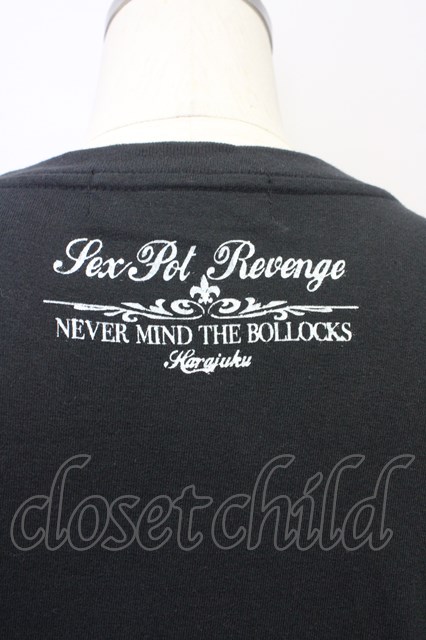 Sex Pot Revenge
NEVER MIND THE BOLLOCKS
Harajuku
closet child